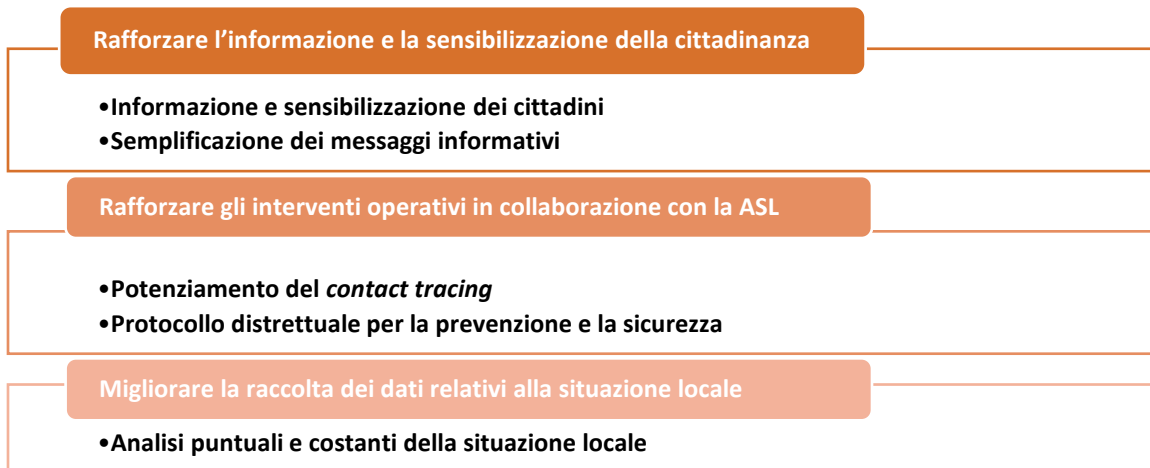 Rafforzare l’informazione e la sensibilizzazione della cittadinanza
•Informazione e sensibilizzazione dei cittadini
•Semplificazione dei messaggi informativi
Rafforzare gli interventi operativi in collaborazione con la ASL
•Potenziamento del contact tracing
•Protocollo distrettuale per la prevenzione e la sicurezza
Migliorare la raccolta dei dati relativi alla situazione locale
•Analisi puntuali e costanti della situazione locale